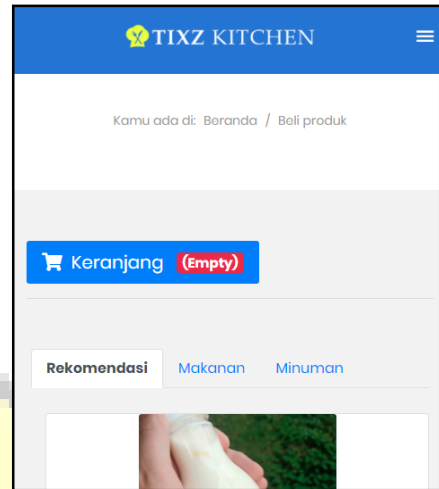 TIXZ KITCHEN
Kamu ada di: Beranda / Beli produk
Keranjang (Empty)
Rekomendasi Makanan Minuman